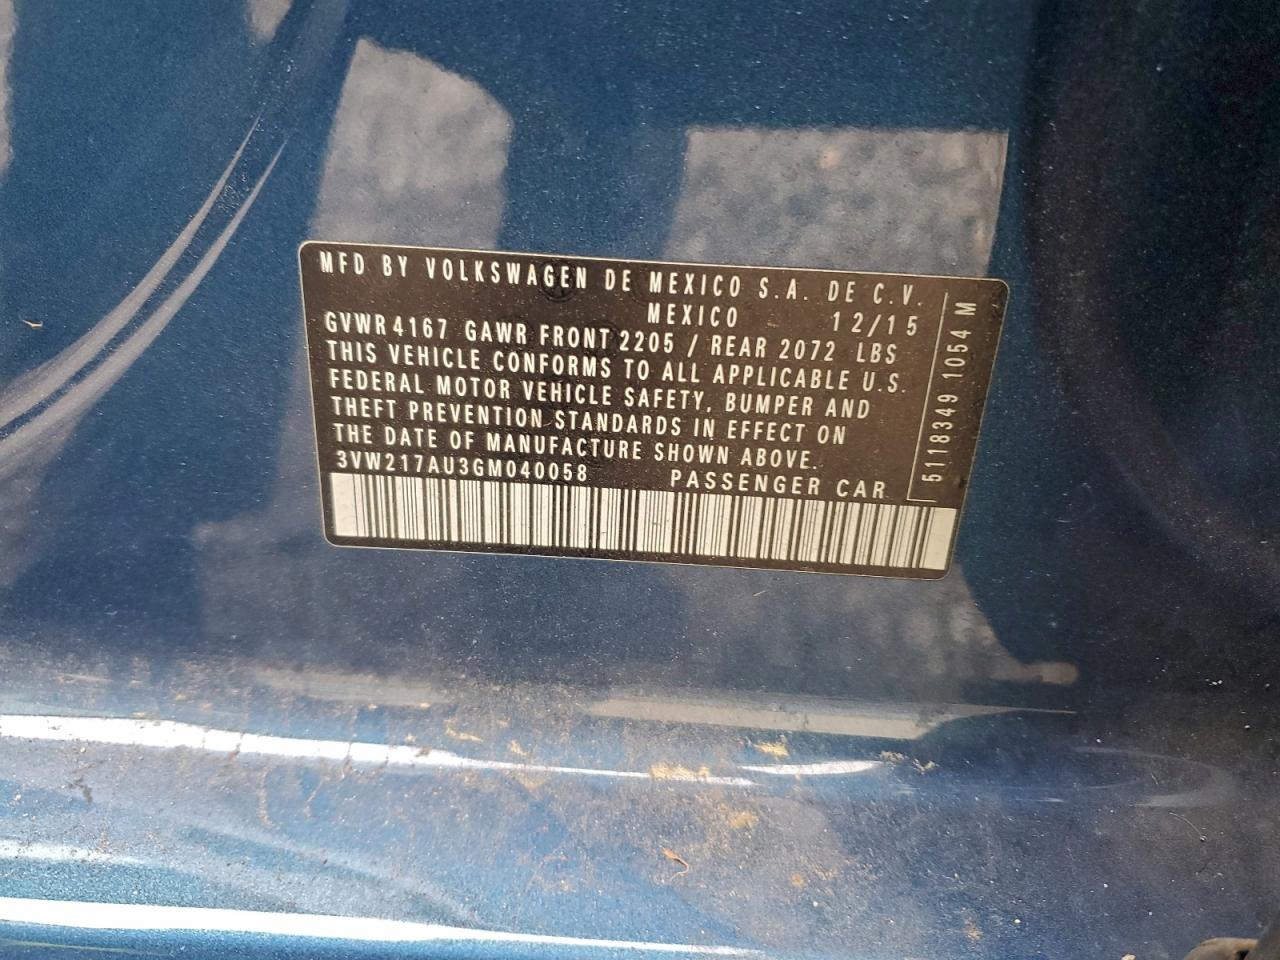 MFD BY VOLKSWAGEN DE MEXICO S.A. DE C.V.
MEXICO 12/15
GVWR 4167 GAWR FRONT 2205 / REAR 2072 LBS
THIS VEHICLE CONFORMS TO ALL APPLICABLE U.S.
FEDERAL MOTOR VEHICLE SAFETY, BUMPER AND
THEFT PREVENTION STANDARDS IN EFFECT ON
THE DATE OF MANUFACTURE SHOWN ABOVE.
3VW217AU3GM040058 PASSENGER CAR
5118349 1054 M